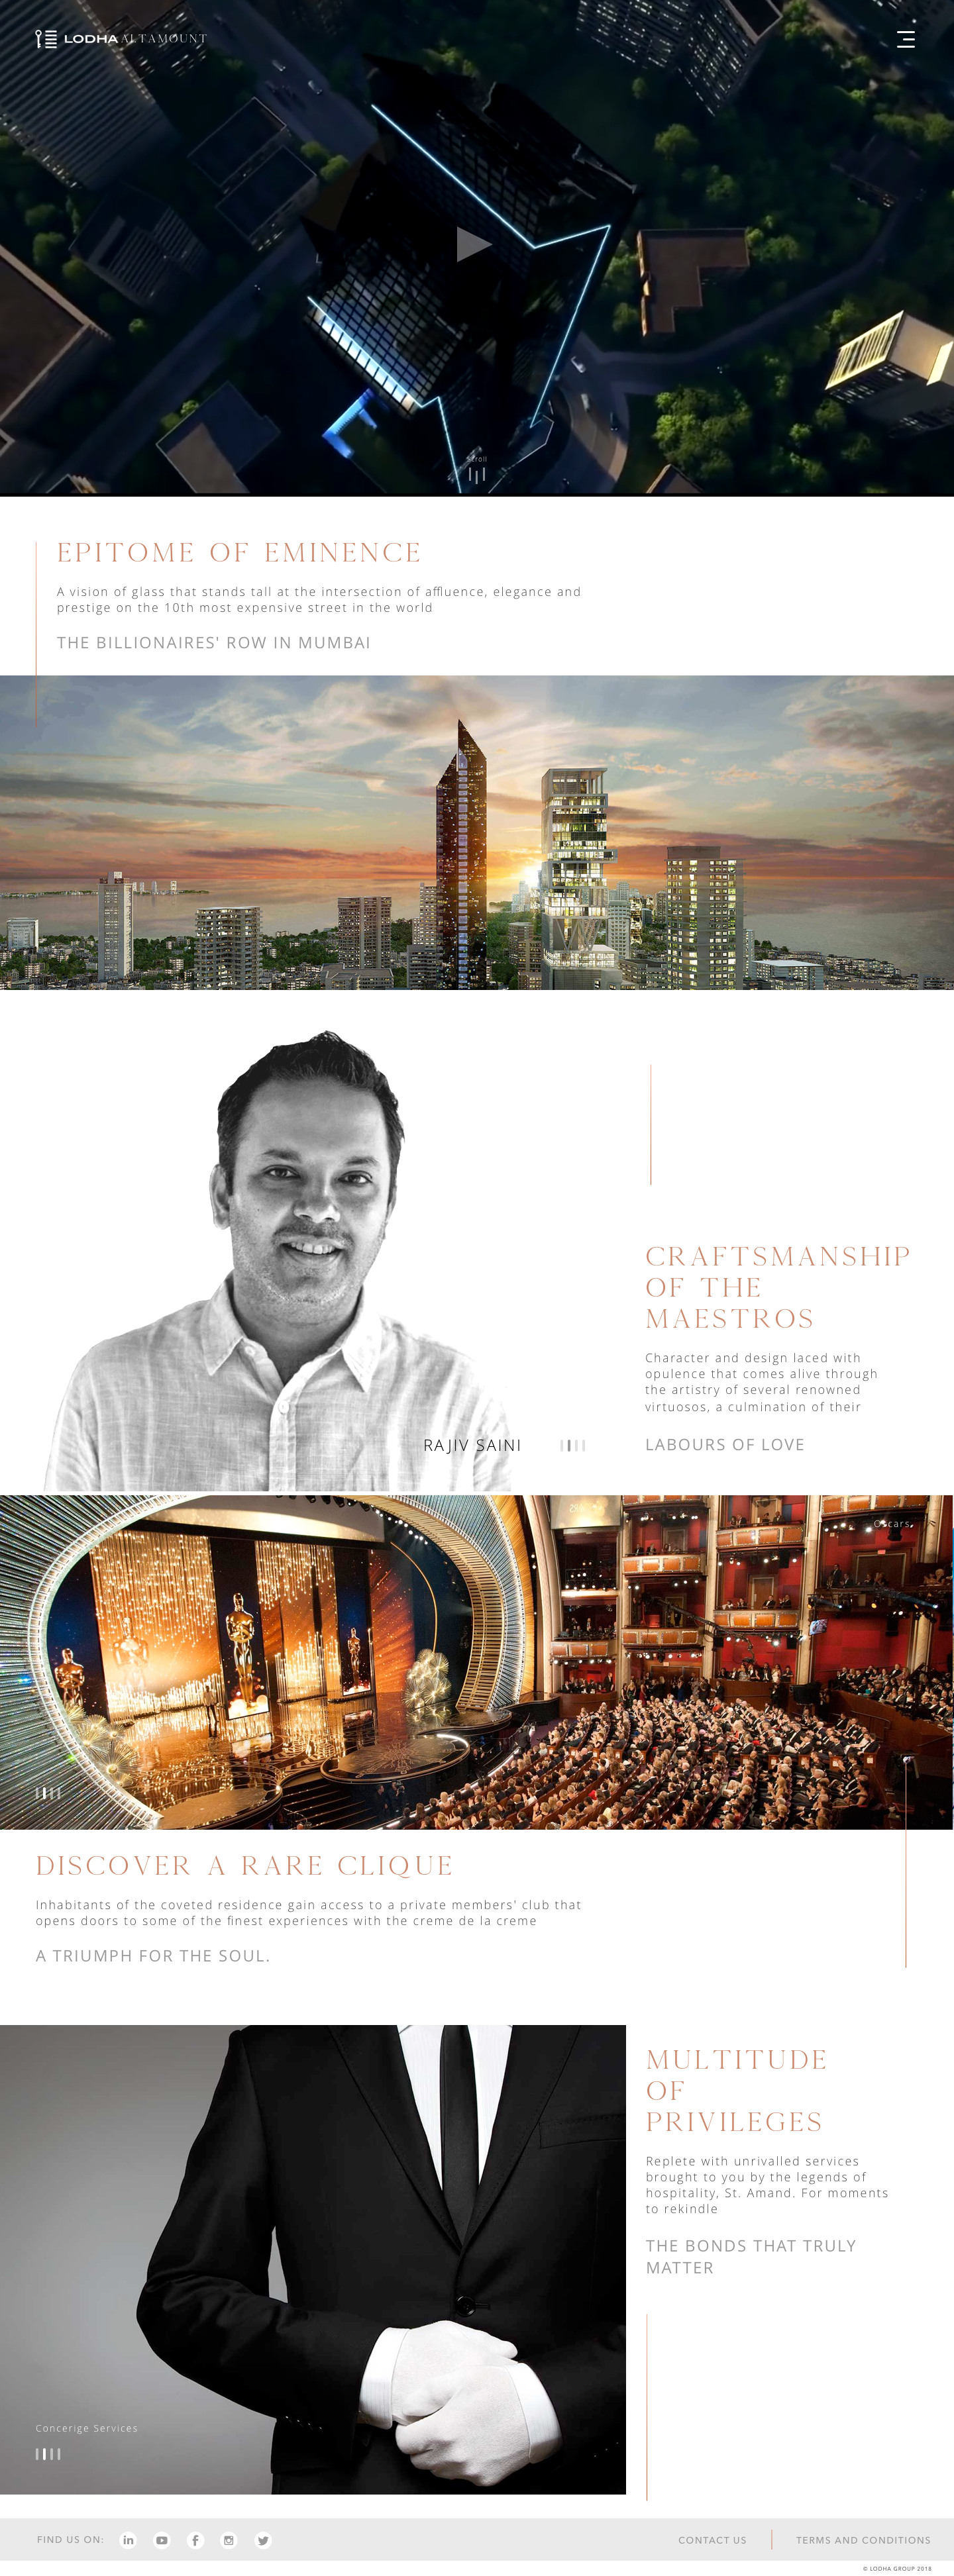 LODHA ALTAMOUNT
scroll
EPITOME OF EMINENCE
A vision of glass that stands tall at the intersection of affluence, elegance and
prestige on the 10th most expensive street in the world
THE BILLIONAIRES' ROW IN MUMBAI
CRAFTSMANSHIP
OF THE
MAESTROS
Character and design laced with
opulence that comes alive through
the artistry of several renowned
virtuosos, a culmination of their
RAJIV SAINI
LABOURS OF LOVE
Oscars
DISCOVER A RARE CLIQUE
Inhabitants of the coveted residence gain access to a private members' club that
opens doors to some of the finest experiences with the creme de la creme
A TRIUMPH FOR THE SOUL.
MULTITUDE
OF
PRIVILEGES
Replete with unrivalled services
brought to you by the legends of
hospitality, St. Amand. For moments
to rekindle
THE BONDS THAT TRULY
MATTER
Concerige Services
FIND US ON:
CONTACT US
TERMS AND CONDITIONS
© LODHA GROUP 2018